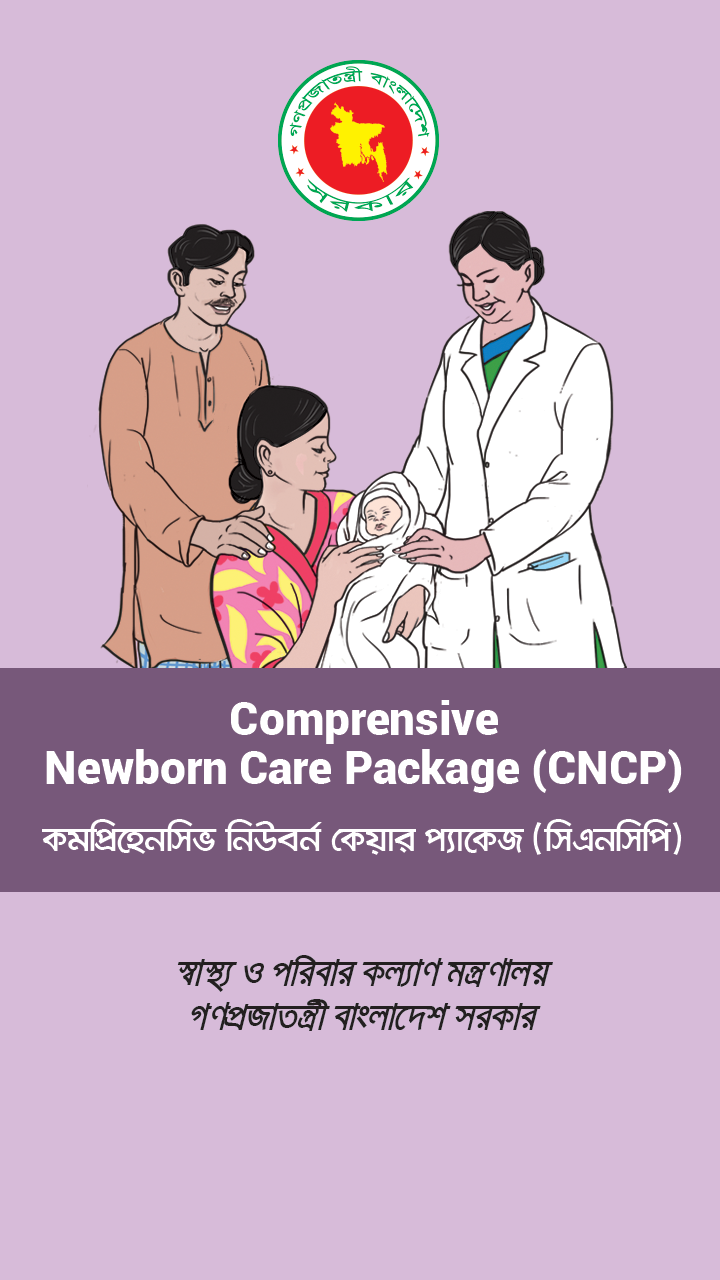 গণপ্রজাতন্ত্রী বাংলাদেশ
সরকার
Comprensive
Newborn Care Package (CNCP)
কমপ্রিহেনসিভ নিউবর্ন কেয়ার প্যাকেজ (সিএনসিপি)
স্বাস্থ্য ও পরিবার কল্যাণ মন্ত্রণালয়
গণপ্রজাতন্ত্রী বাংলাদেশ সরকার